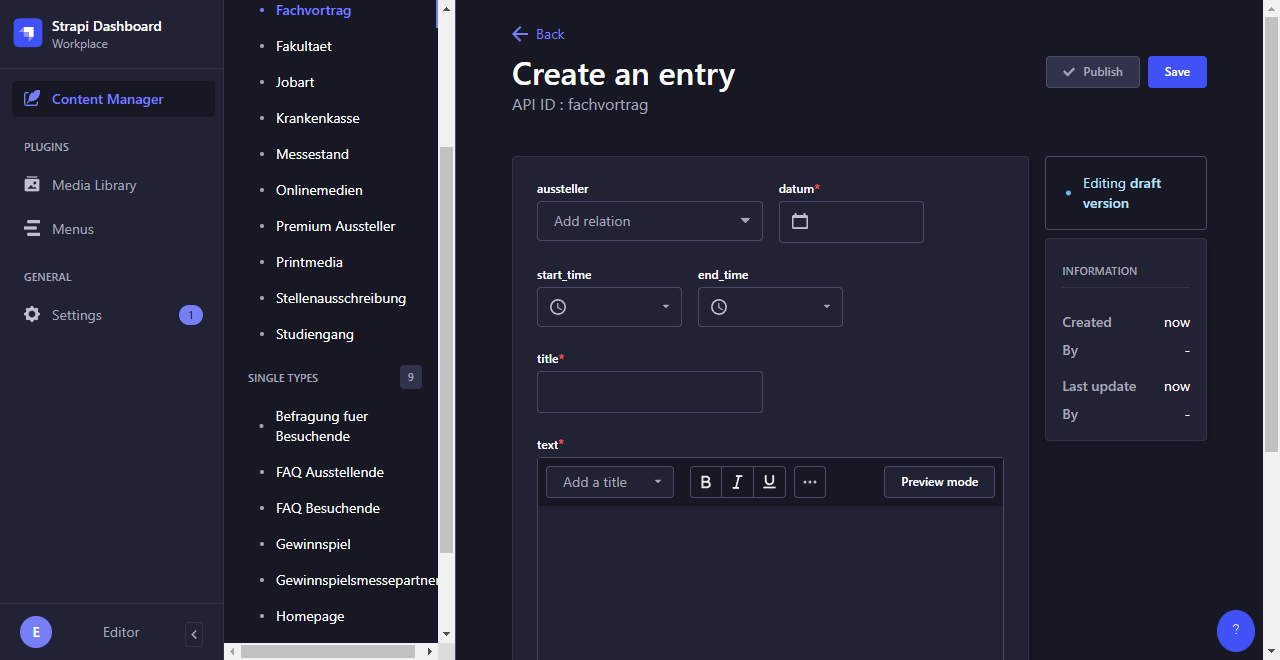 Strapi Dashboard
Workplace
Content Manager
PLUGINS
Media Library
Menus
GENERAL
Settings
1
E
Editor
Fachvortrag
Fakultaet
Jobart
Krankenkasse
Messestand
Onlinemedien
Premium Aussteller
Printmedia
Stellenausschreibung
Studiengang
SINGLE TYPES
9
Befragung fuer
Besuchende
FAQ Ausstellende
FAQ Besuchende
Gewinnspiel
Gewinnspielsmessepartner
Homepage
Back
Create an entry
API ID : fachvortrag
Publish
Save
aussteller
Add relation
datum*
start_time
end_time
title*
text*
Add a title
B I U ...
Preview mode
Editing draft
version
INFORMATION
Created now
By -
Last update now
By -
?